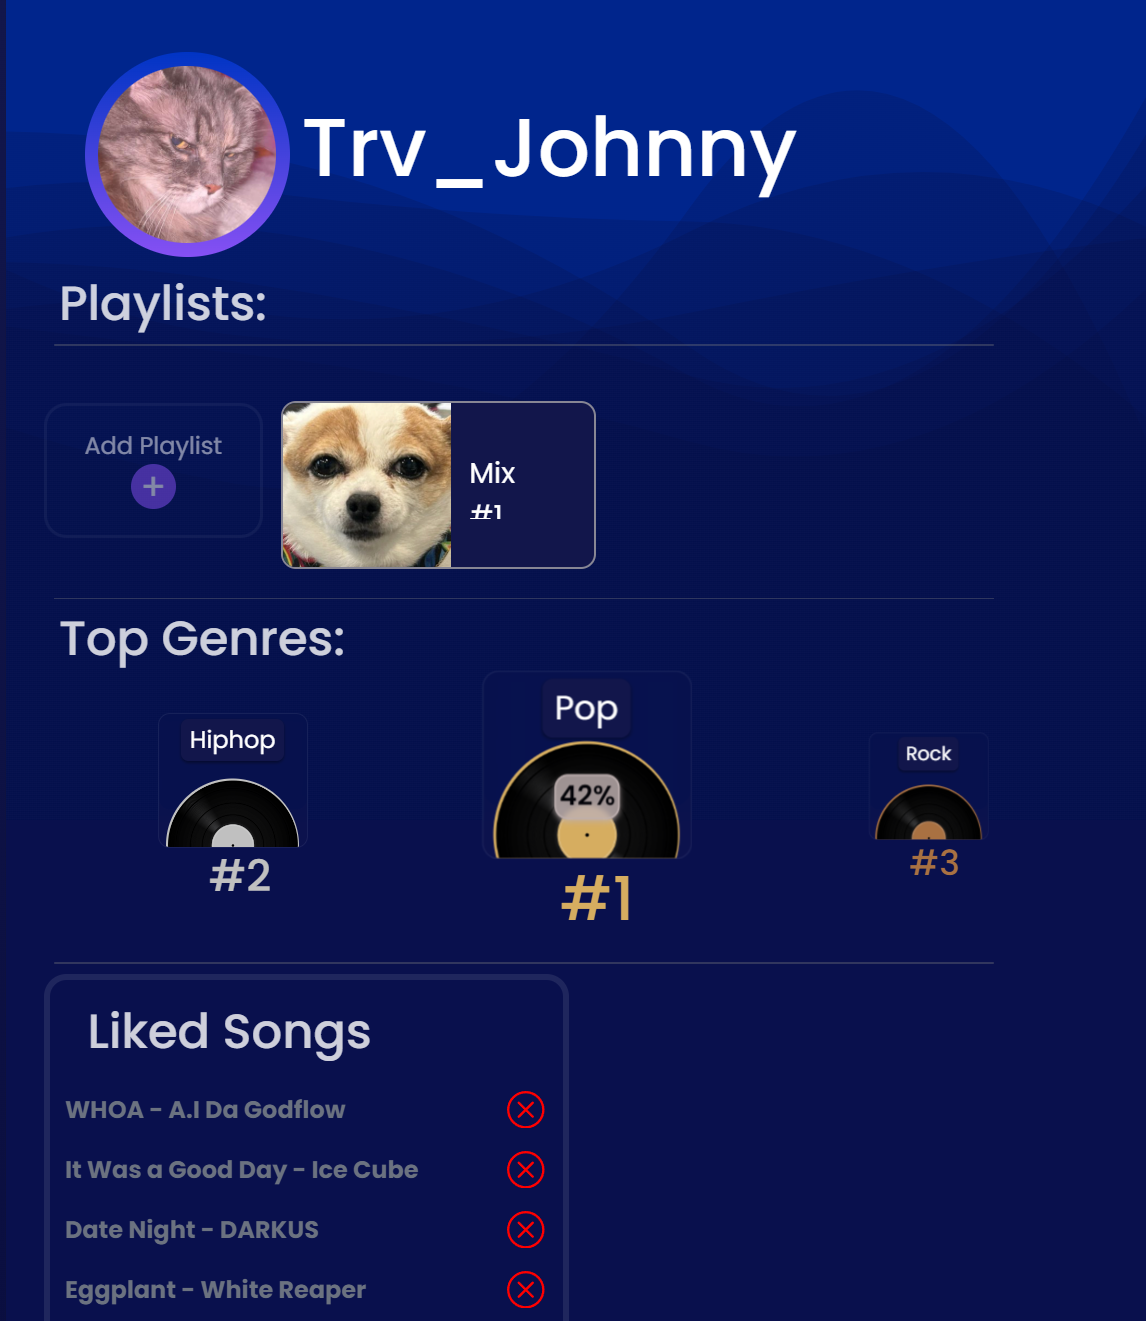 Trv_Johnny
Playlists:
Add Playlist
+
Mix
#1
Top Genres:
Hiphop
#2
Pop
42%
#1
Rock
#3
Liked Songs
WHOA - A.I Da Godflow
It Was a Good Day - Ice Cube
Date Night - DARKUS
Eggplant - White Reaper